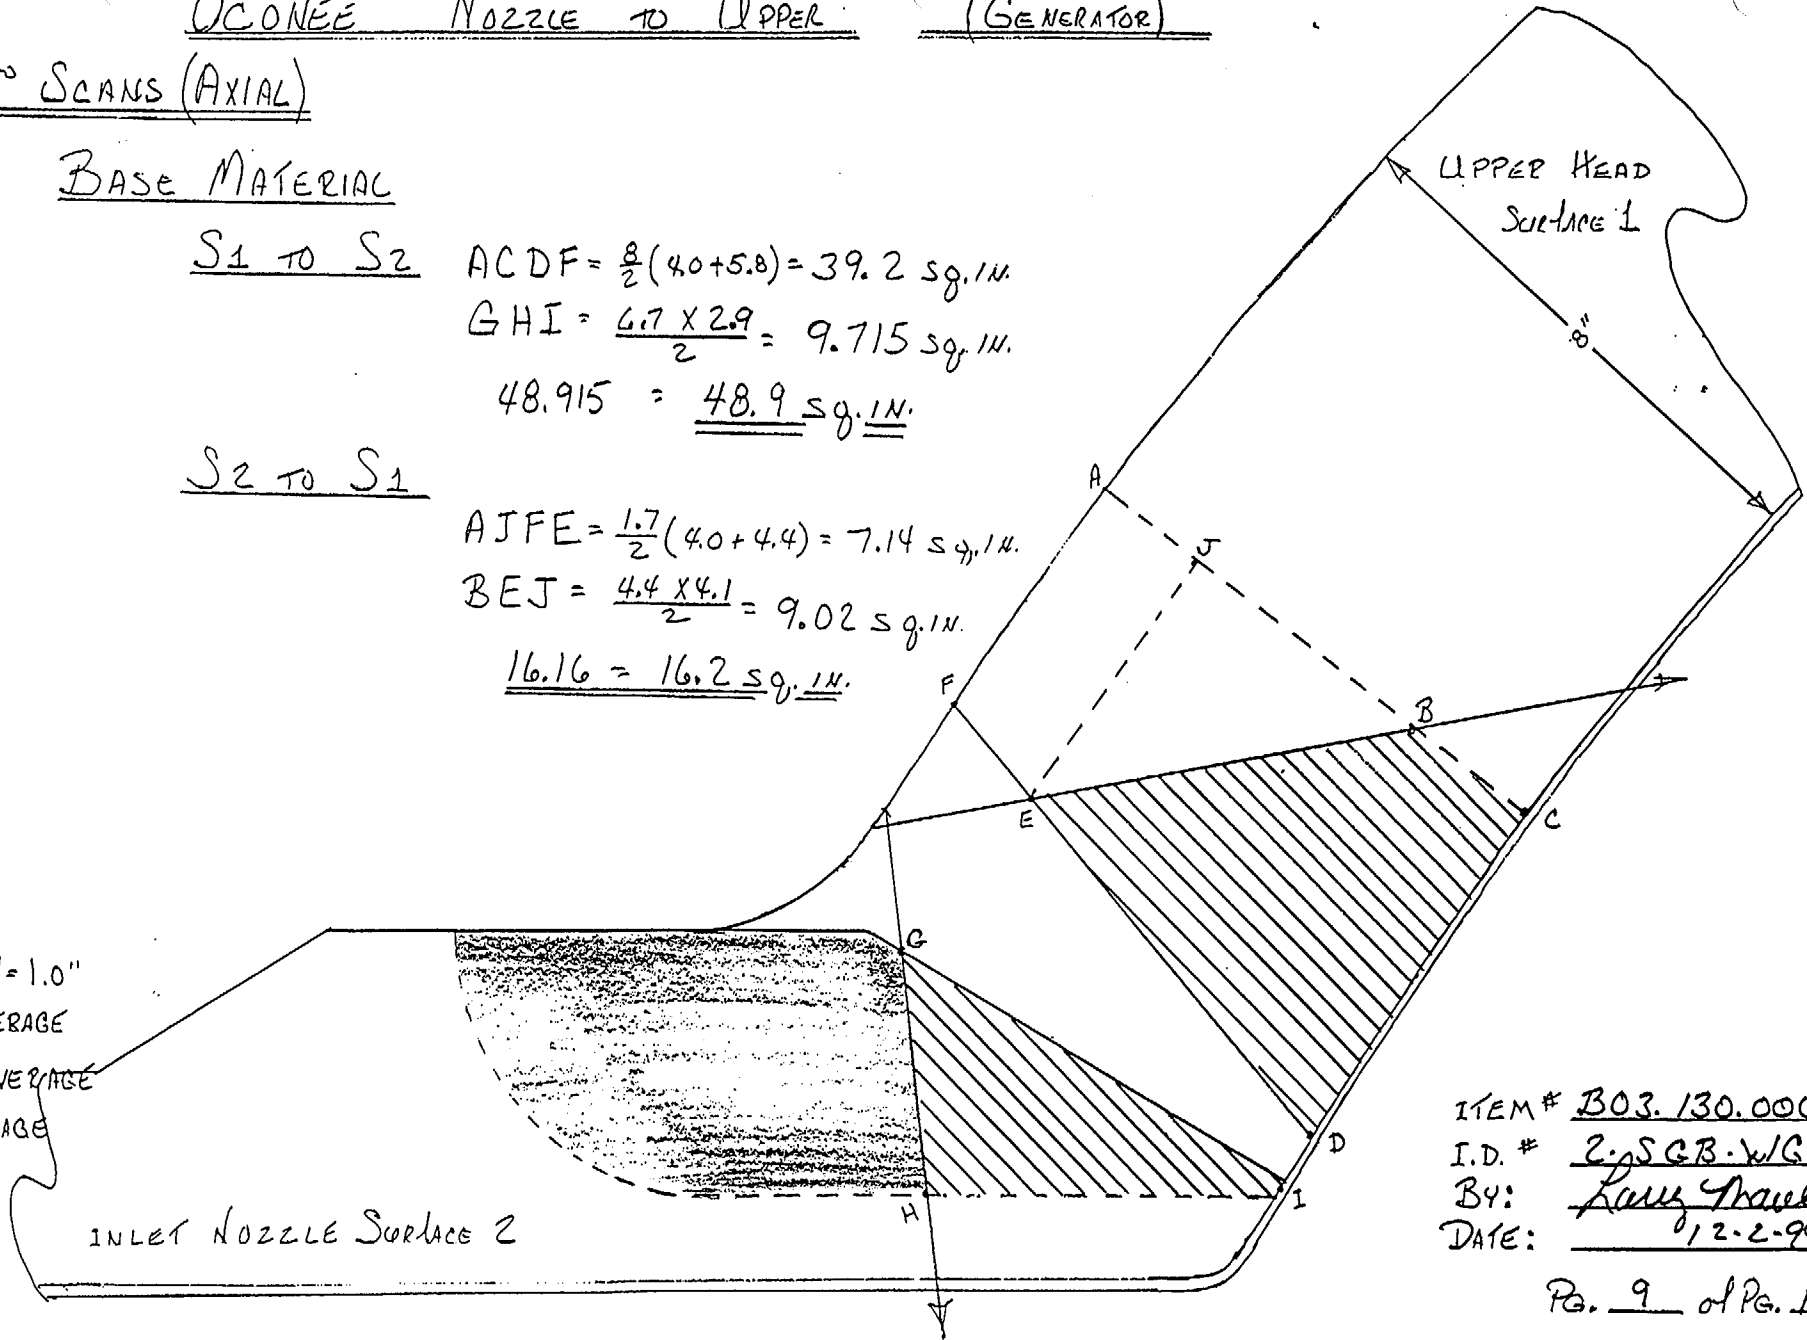 OCONEE NOZZLE TO UPPER (GENERATOR)
SCANS (AXIAL)
BASE MATERIAL
S1 TO S2
ACDF = 8/2 (4.0+5.8) = 39.2 sq.IN.
GHI = 6.7 X 2.9 / 2 = 9.715 sq.IN.
48.915 = 48.9 sq.IN.
S2 TO S1
AJFE = 1.7/2 (4.0+4.4) = 7.14 sq.IN.
BEJ = 4.4 X 4.1 / 2 = 9.02 sq.IN.
16.16 = 16.2 sq.IN.
UPPER HEAD
Surface 1
8"
A
J
F
B
E
C
G
D
H
I
= 1.0"
INLET NOZZLE Surface 2
ITEM # B03.130.000
I.D. # 2.SGB.WG
BY: Larry
DATE: 12-2-9
PG. 9 of PG.